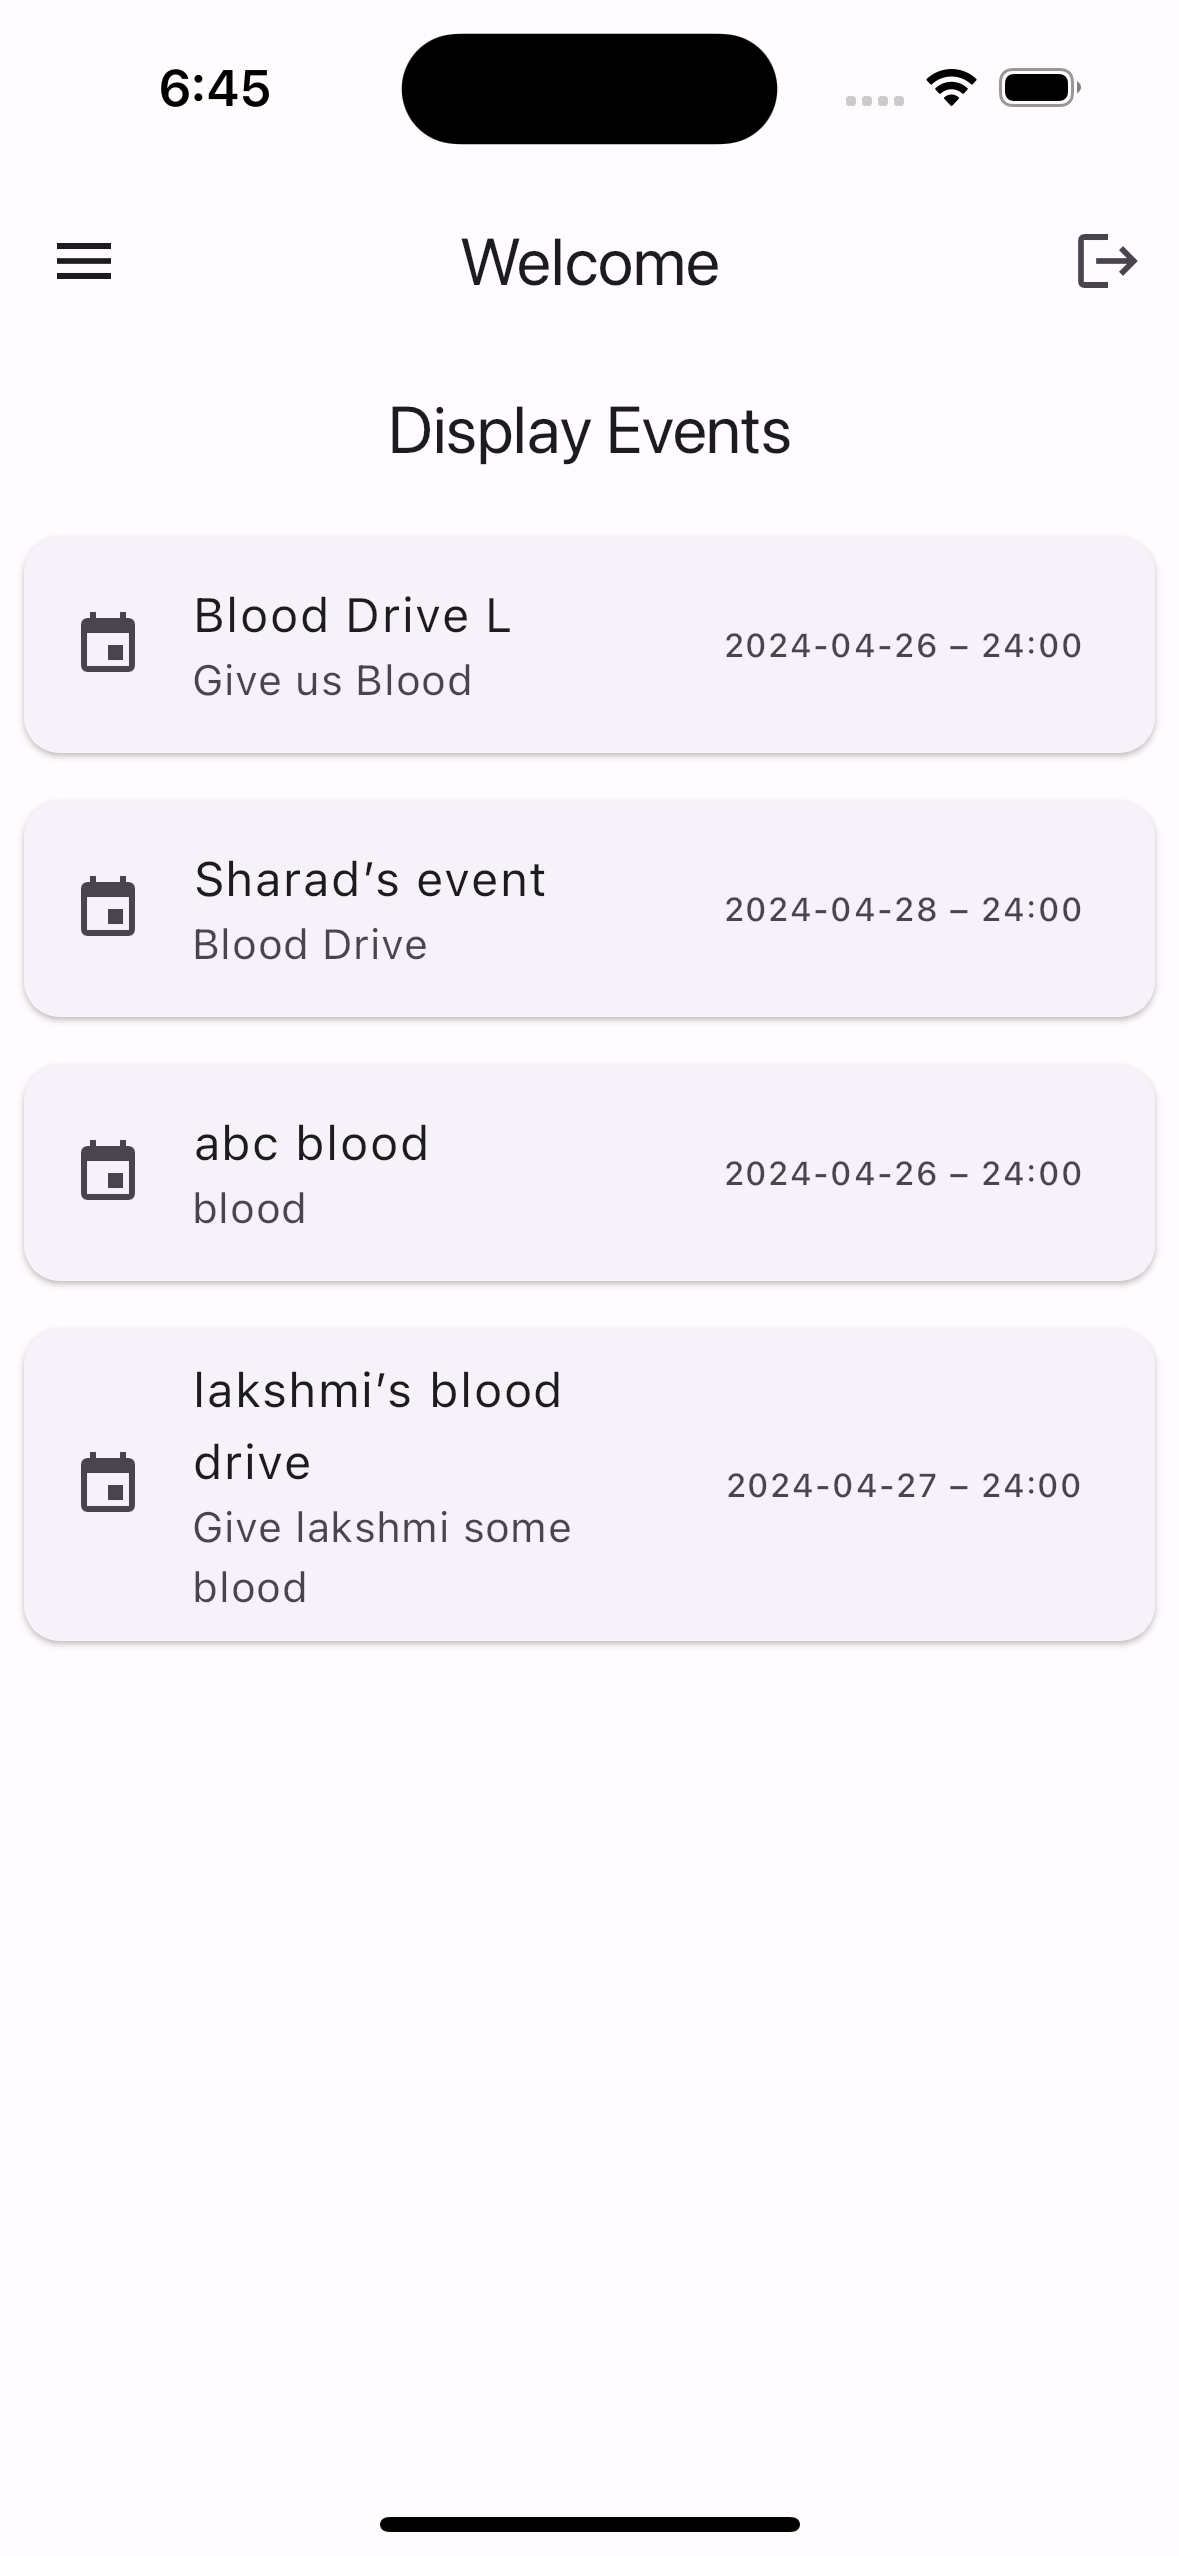 6:45
Welcome
Display Events
Blood Drive L
Give us Blood
2024-04-26 – 24:00
Sharad’s event
Blood Drive
2024-04-28 – 24:00
abc blood
blood
2024-04-26 – 24:00
lakshmi’s blood
drive
Give lakshmi some
blood
2024-04-27 – 24:00